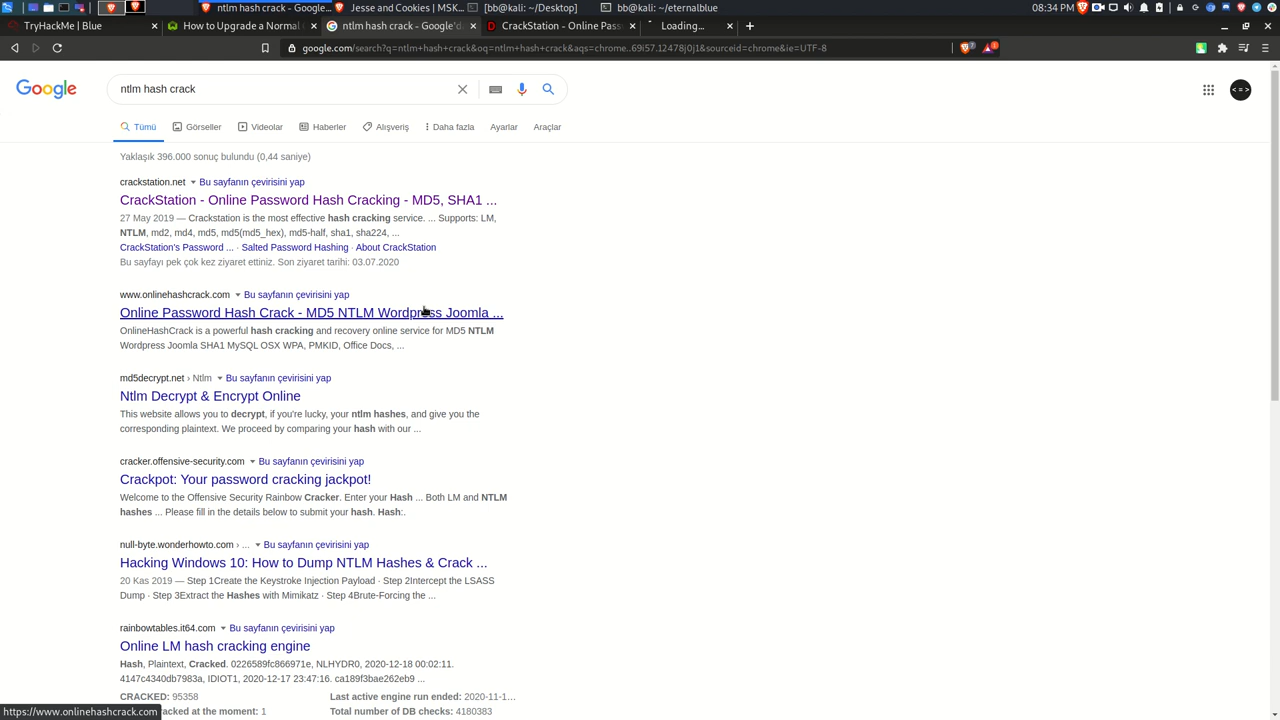 ntlm hash crack - Google...
Jesse and Cookies | MSK...
[bb@kali: ~/Desktop]
bb@kali: ~/eternalblue
08:34 PM
TryHackMe | Blue
How to Upgrade a Normal
ntlm hash crack - Google'd
CrackStation - Online Pass
Loading...
google.com/search?q=ntlm+hash+crack&oq=ntlm+hash+crack&aqs=chrome..69i57.12478j0j1&sourceid=chrome&ie=UTF-8
Google
ntlm hash crack
Tümü
Görseller
Videolar
Haberler
Alışveriş
Daha fazla
Ayarlar
Araçlar
Yaklaşık 396.000 sonuç bulundu (0,44 saniye)
crackstation.net Bu sayfanın çevirisini yap
CrackStation - Online Password Hash Cracking - MD5, SHA1 ...
27 May 2019 — Crackstation is the most effective hash cracking service. ... Supports: LM,
NTLM, md2, md4, md5, md5(md5_hex), md5-half, sha1, sha224, ...
CrackStation's Password ... · Salted Password Hashing · About CrackStation
Bu sayfayı pek çok kez ziyaret ettiniz. Son ziyaret tarihi: 03.07.2020
www.onlinehashcrack.com Bu sayfanın çevirisini yap
Online Password Hash Crack - MD5 NTLM Wordpress Joomla ...
OnlineHashCrack is a powerful hash cracking and recovery online service for MD5 NTLM
Wordpress Joomla SHA1 MySQL OSX WPA, PMKID, Office Docs, ...
md5decrypt.net › Ntlm Bu sayfanın çevirisini yap
Ntlm Decrypt & Encrypt Online
This website allows you to decrypt, if you're lucky, your ntlm hashes, and give you the
corresponding plaintext. We proceed by comparing your hash with our ...
cracker.offensive-security.com Bu sayfanın çevirisini yap
Crackpot: Your password cracking jackpot!
Welcome to the Offensive Security Rainbow Cracker. Enter your Hash ... Both LM and NTLM
hashes ... Please fill in the details below to submit your hash. Hash:.
null-byte.wonderhowto.com › ... Bu sayfanın çevirisini yap
Hacking Windows 10: How to Dump NTLM Hashes & Crack ...
20 Kas 2019 — Step 1Create the Keystroke Injection Payload · Step 2Intercept the LSASS
Dump · Step 3Extract the Hashes with Mimikatz · Step 4Brute-Forcing the ...
rainbowtables.it64.com Bu sayfanın çevirisini yap
Online LM hash cracking engine
Hash, Plaintext, Cracked. 0226589fc866971e, NLHYDR0, 2020-12-18 00:02:11.
4147c4340db7983a, IDIOT1, 2020-12-17 23:47:16. ca189f3bae262eb9 ...
CRACKED: 95358
Last active engine run ended: 2020-11-1...
https://www.onlinehashcrack.com
acked at the moment: 1
Total number of DB checks: 4180383